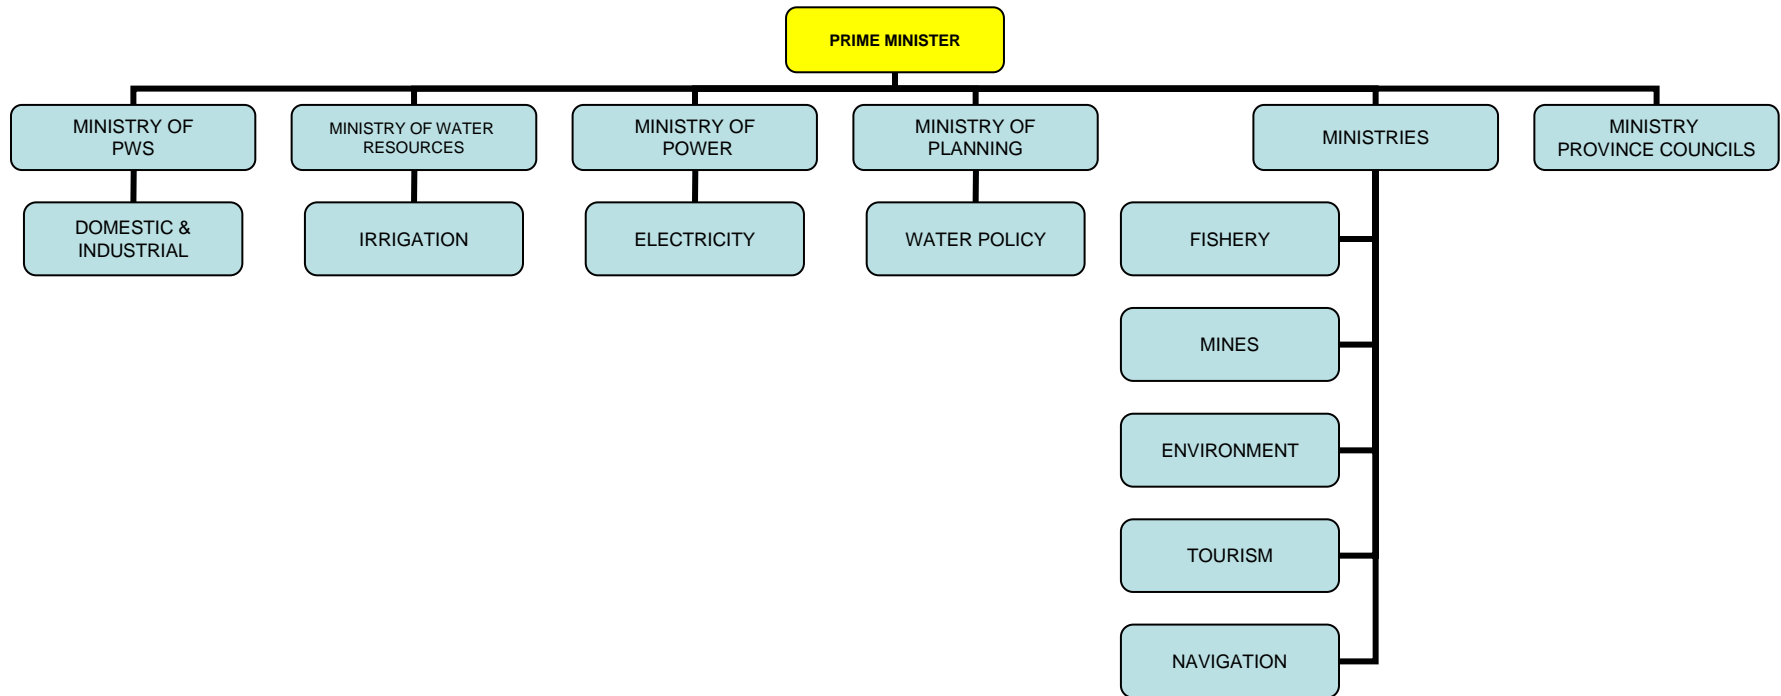 PRIME MINISTER
MINISTRY OF
PWS
MINISTRY OF WATER
RESOURCES
MINISTRY OF
POWER
MINISTRY OF
PLANNING
MINISTRIES
MINISTRY
PROVINCE COUNCILS
DOMESTIC &
INDUSTRIAL
IRRIGATION
ELECTRICITY
WATER POLICY
FISHERY
MINES
ENVIRONMENT
TOURISM
NAVIGATION